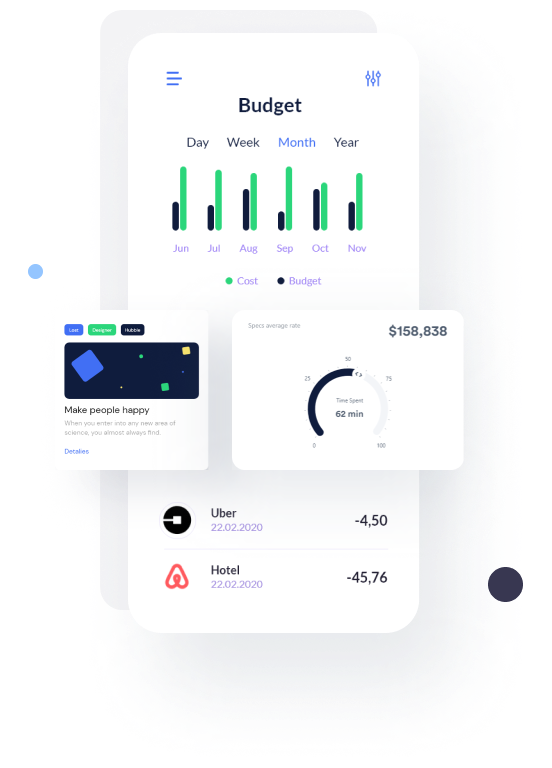 Budget
Day Week Month Year
Jun Jul Aug Sep Oct Nov
Cost Budget
Lost Designer Hubble
Make people happy
When you enter into any new area of
science, you almost always find.
Detailes
Specs average rate
$158,838
50
25 75
Time Spent
62 min
0 100
Uber
22.02.2020
-4,50
Hotel
22.02.2020
-45,76